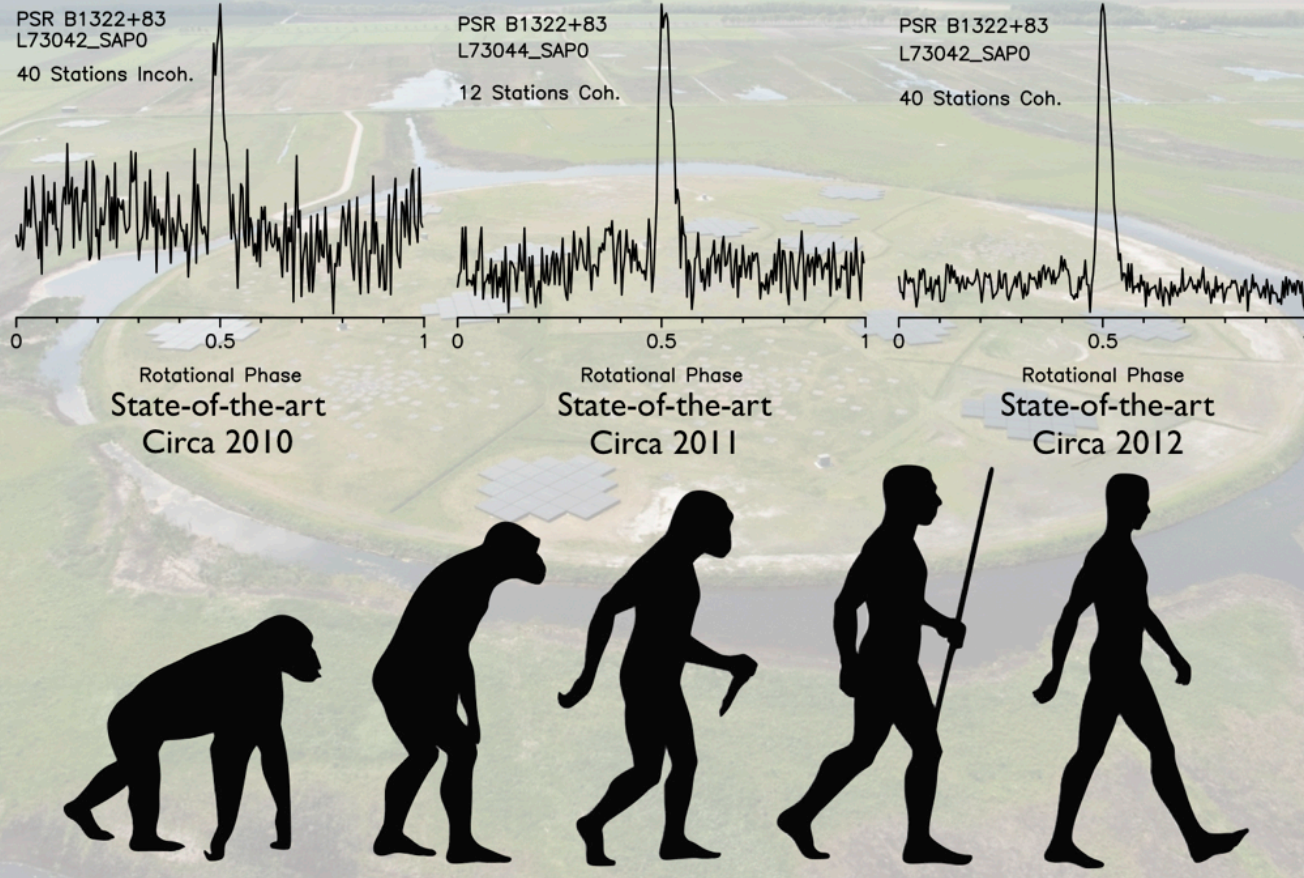 PSR B1322+83
L73042_SAP0
40 Stations Incoh.
0 0.5 1
Rotational Phase
State-of-the-art
Circa 2010
PSR B1322+83
L73044_SAP0
12 Stations Coh.
0 0.5 1
Rotational Phase
State-of-the-art
Circa 2011
PSR B1322+83
L73042_SAP0
40 Stations Coh.
0 0.5
Rotational Phase
State-of-the-art
Circa 2012